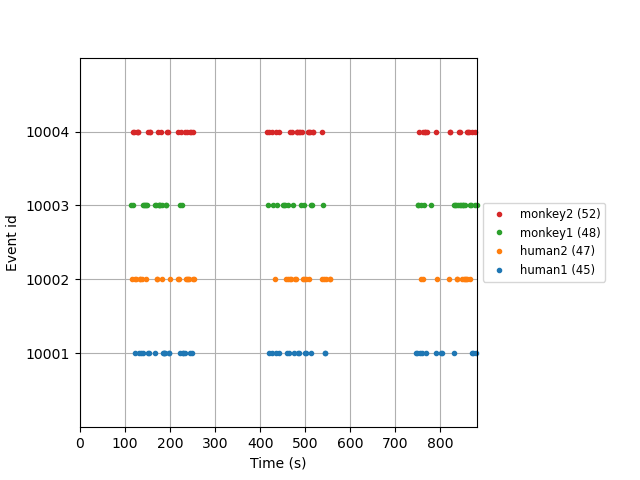 10004
10003
10002
10001
Event id
0 100 200 300 400 500 600 700 800
Time (s)
monkey2 (52)
monkey1 (48)
human2 (47)
human1 (45)